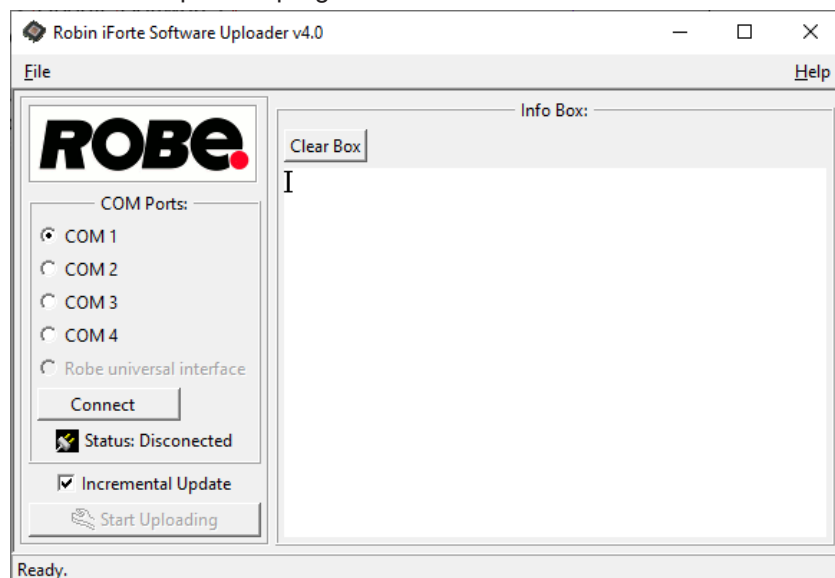 Robin iForte Software Uploader v4.0
File Help
ROBE
Info Box:
Clear Box
COM Ports:
COM 1
COM 2
COM 3
COM 4
Robe universal interface
Connect
Status: Disconected
Incremental Update
Start Uploading
Ready.